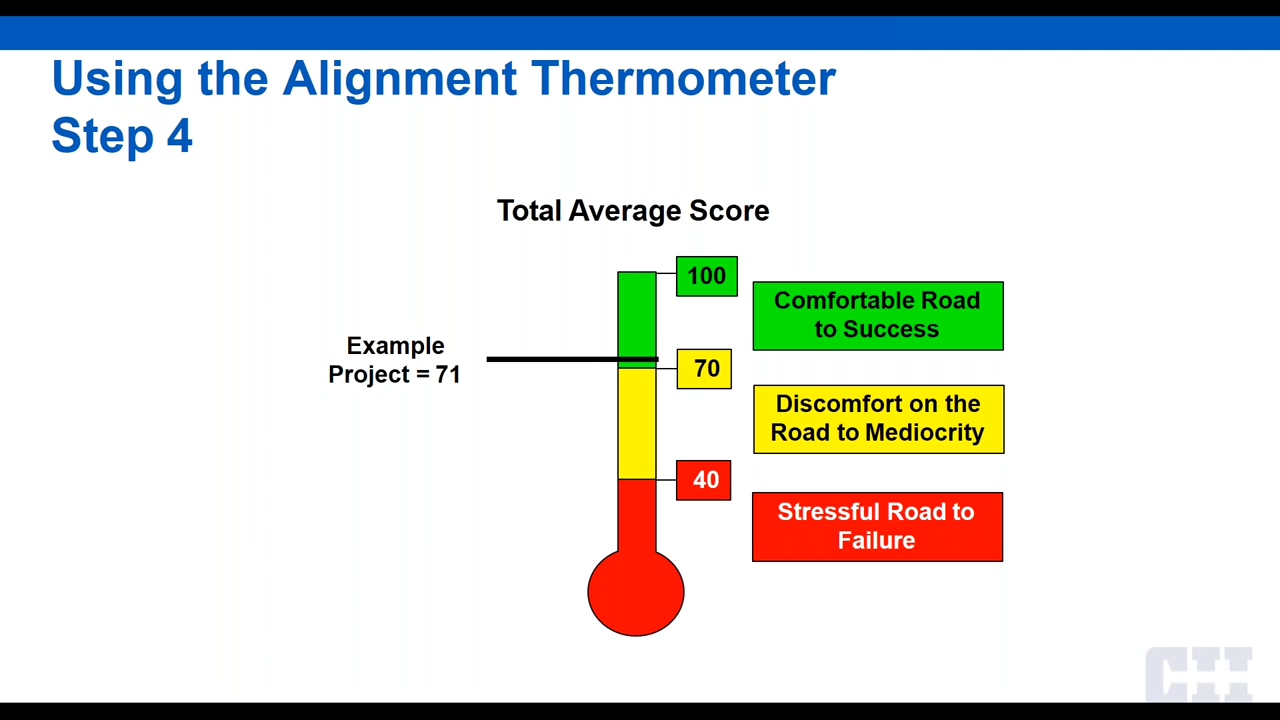 Using the Alignment Thermometer
Step 4
Total Average Score
100
Comfortable Road
to Success
Example
Project = 71
70
Discomfort on the
Road to Mediocrity
40
Stressful Road to
Failure
CII